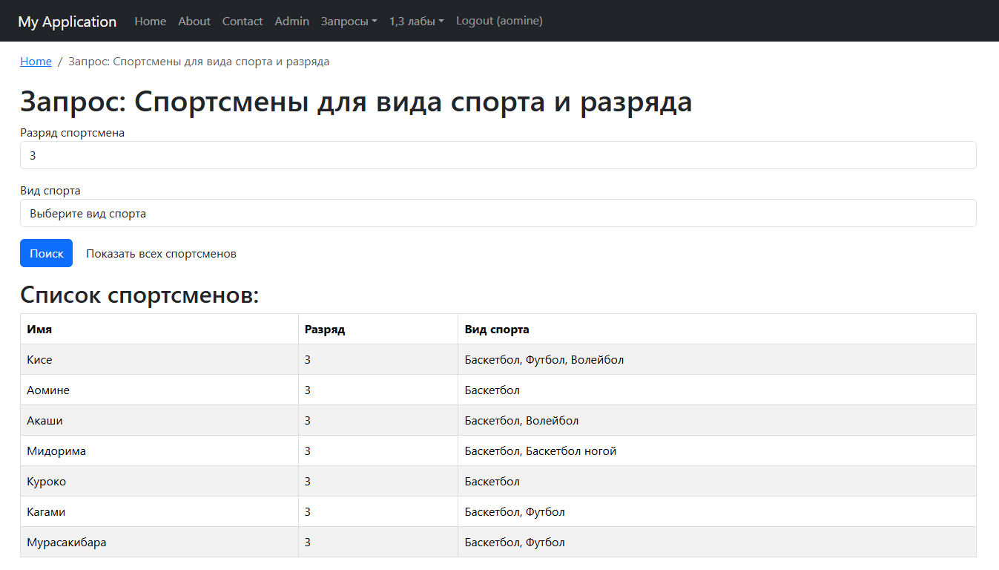 My Application Home About Contact Admin Запросы 1,3 лабы Logout (aomine)
Home / Запрос: Спортсмены для вида спорта и разряда
Запрос: Спортсмены для вида спорта и разряда
Разряд спортсмена
3
Вид спорта
Выберите вид спорта
Поиск Показать всех спортсменов
Список спортсменов:
Имя Разряд Вид спорта
Кисе 3 Баскетбол, Футбол, Волейбол
Аомине 3 Баскетбол
Акаши 3 Баскетбол, Волейбол
Мидорима 3 Баскетбол, Баскетбол ногой
Куроко 3 Баскетбол
Кагами 3 Баскетбол, Футбол
Мурасакибара 3 Баскетбол, Футбол